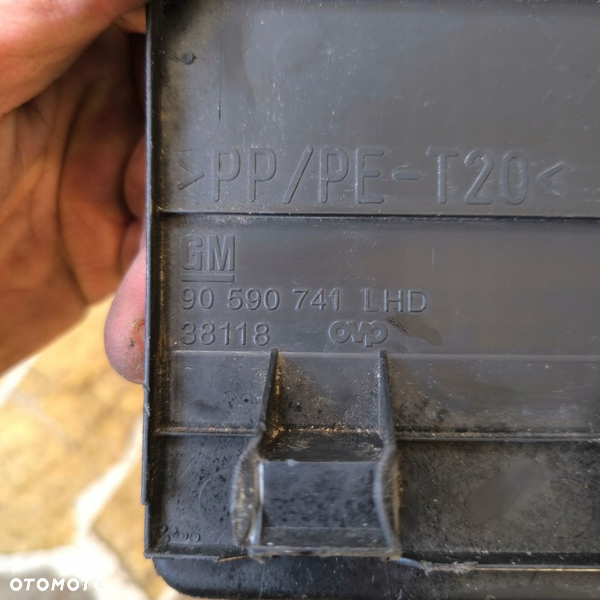 >PP/PE-T20<
GM
90 590 741 LHD
38118 ovp
OTOMOTO